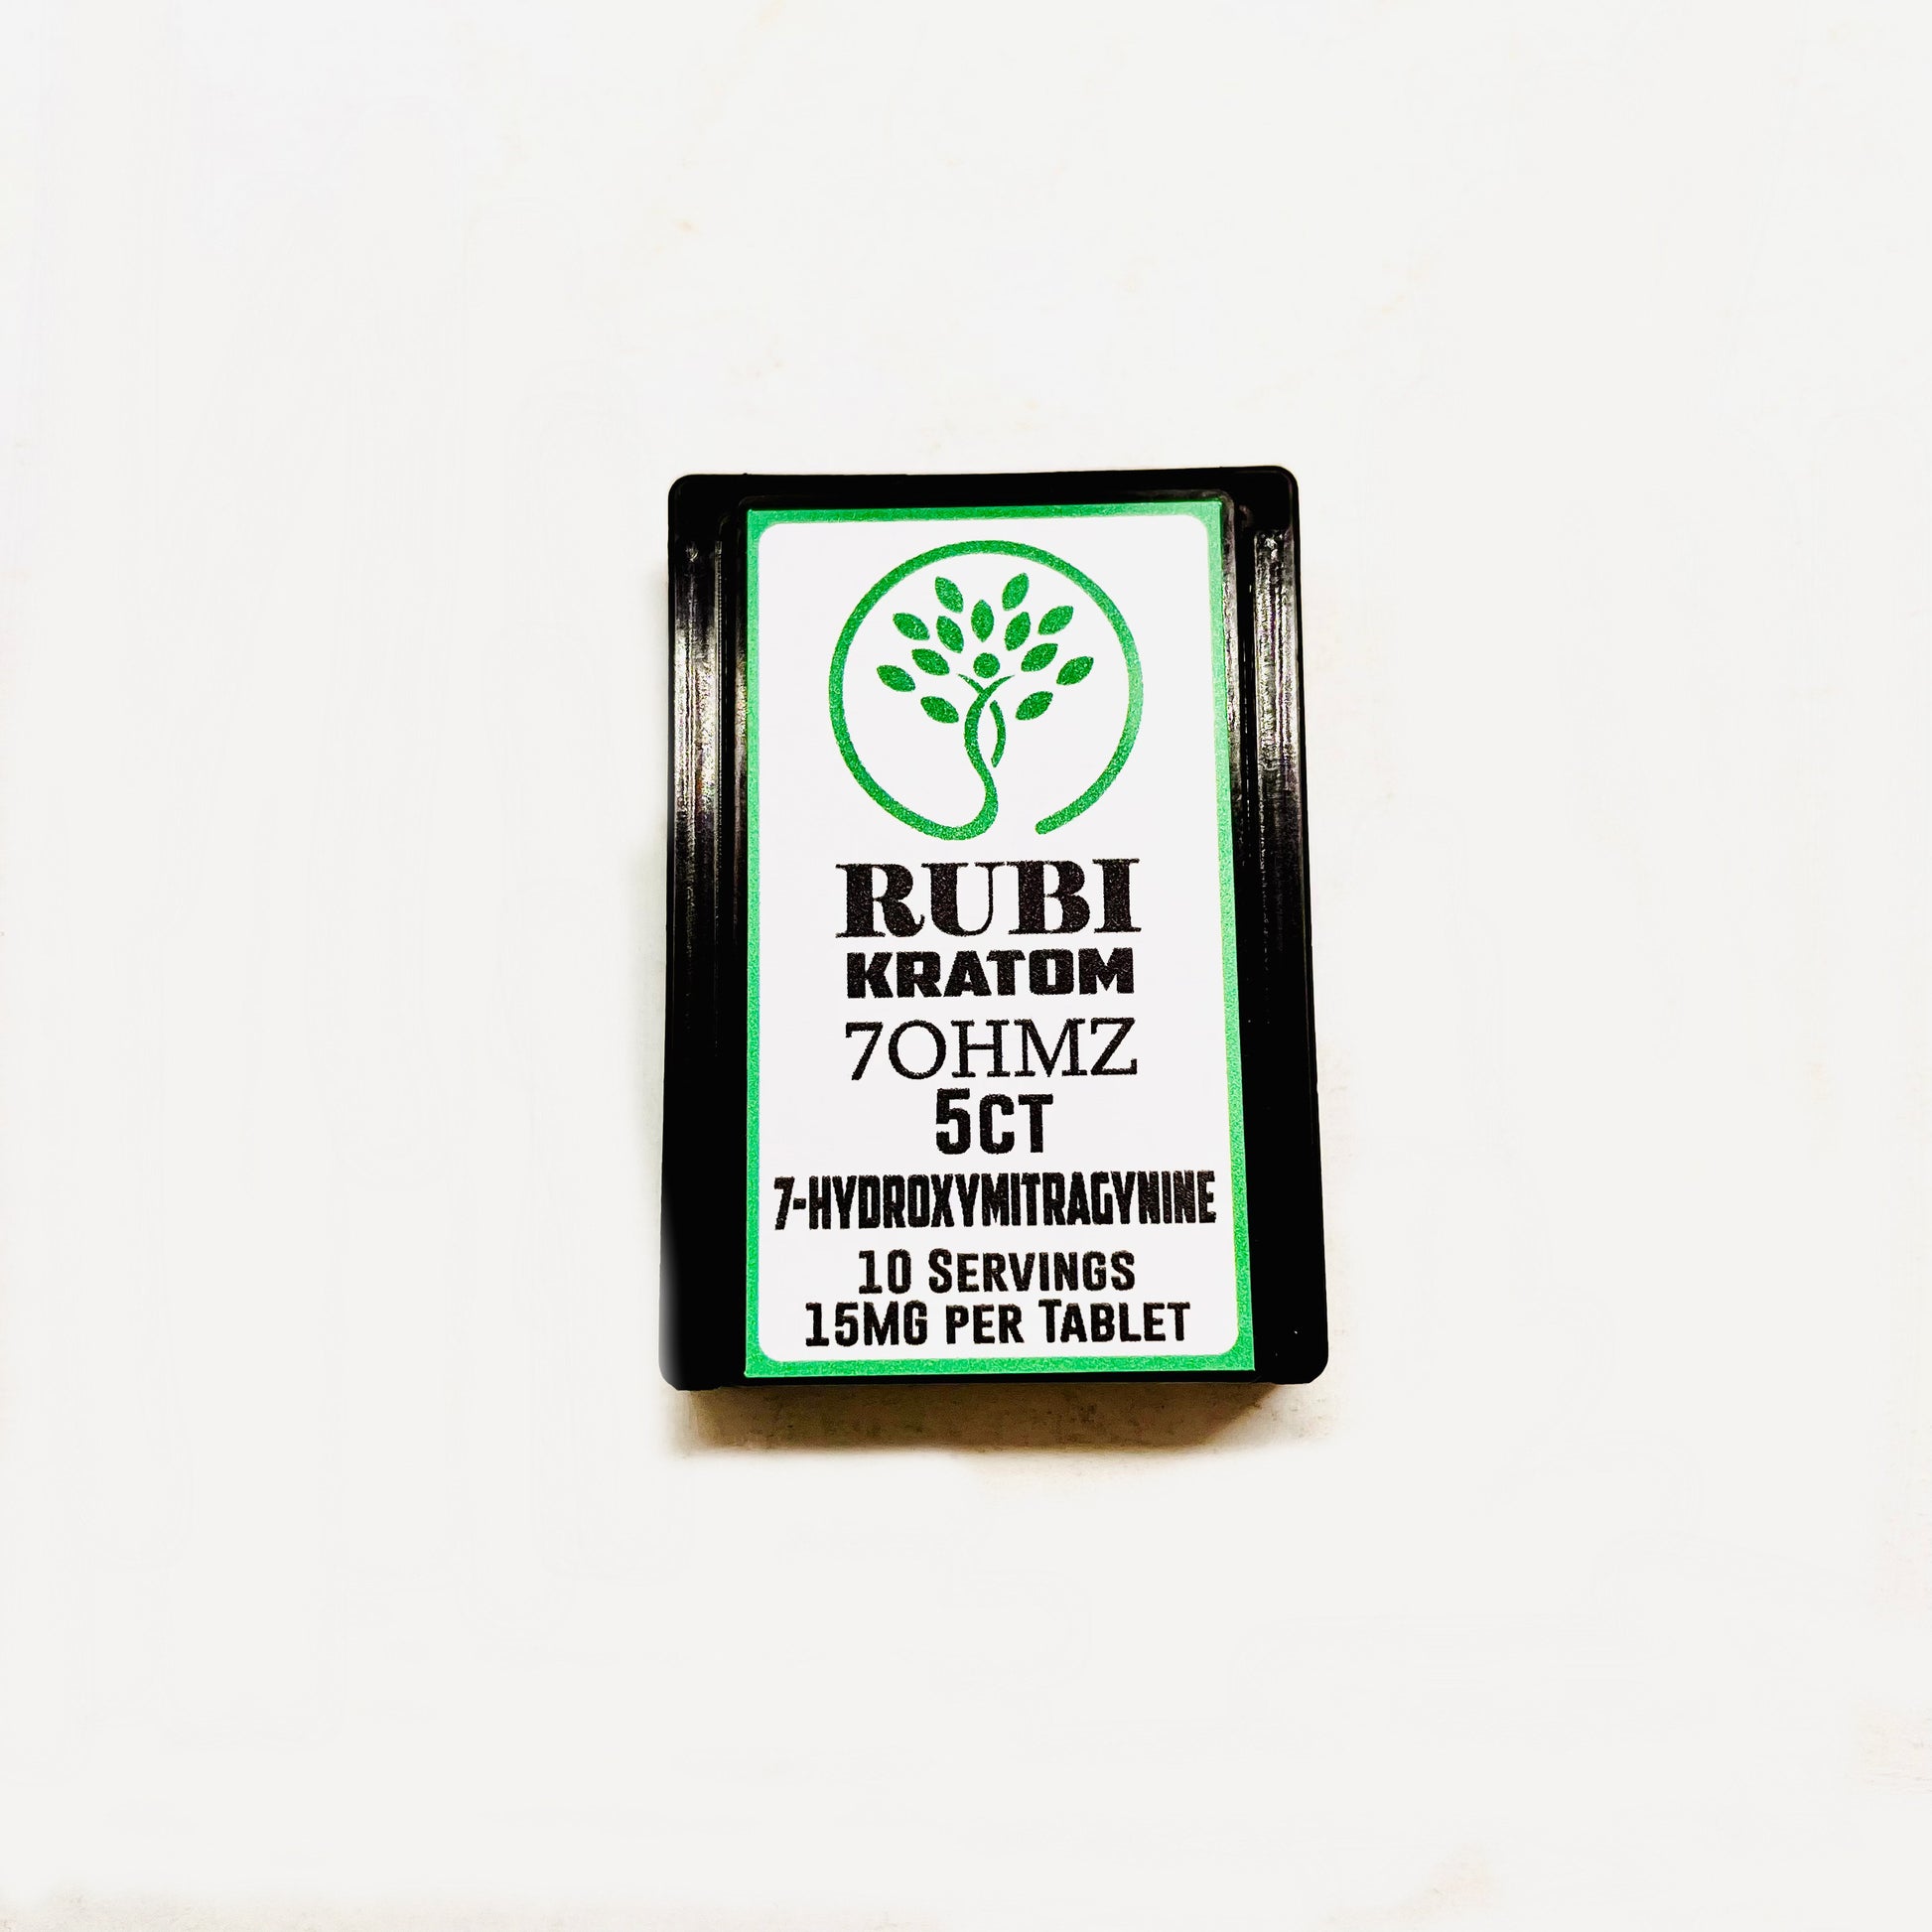 RUBI
KRATOM
7OHMZ
5CT
7-HYDROXYMITRAGYNINE
10 SERVINGS
15MG PER TABLET